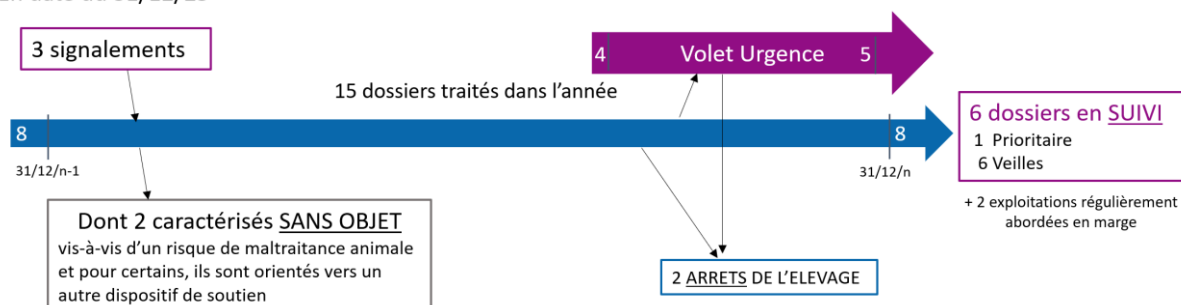 3 signalements
4 Volet Urgence 5
15 dossiers traités dans l’année
8 8
31/12/n-1 31/12/n
6 dossiers en SUIVI
1 Prioritaire
6 Veilles
+ 2 exploitations régulièrement
abordées en marge
Dont 2 caractérisés SANS OBJET
vis-à-vis d’un risque de maltraitance animale
et pour certains, ils sont orientés vers un
autre dispositif de soutien
2 ARRETS DE L’ELEVAGE